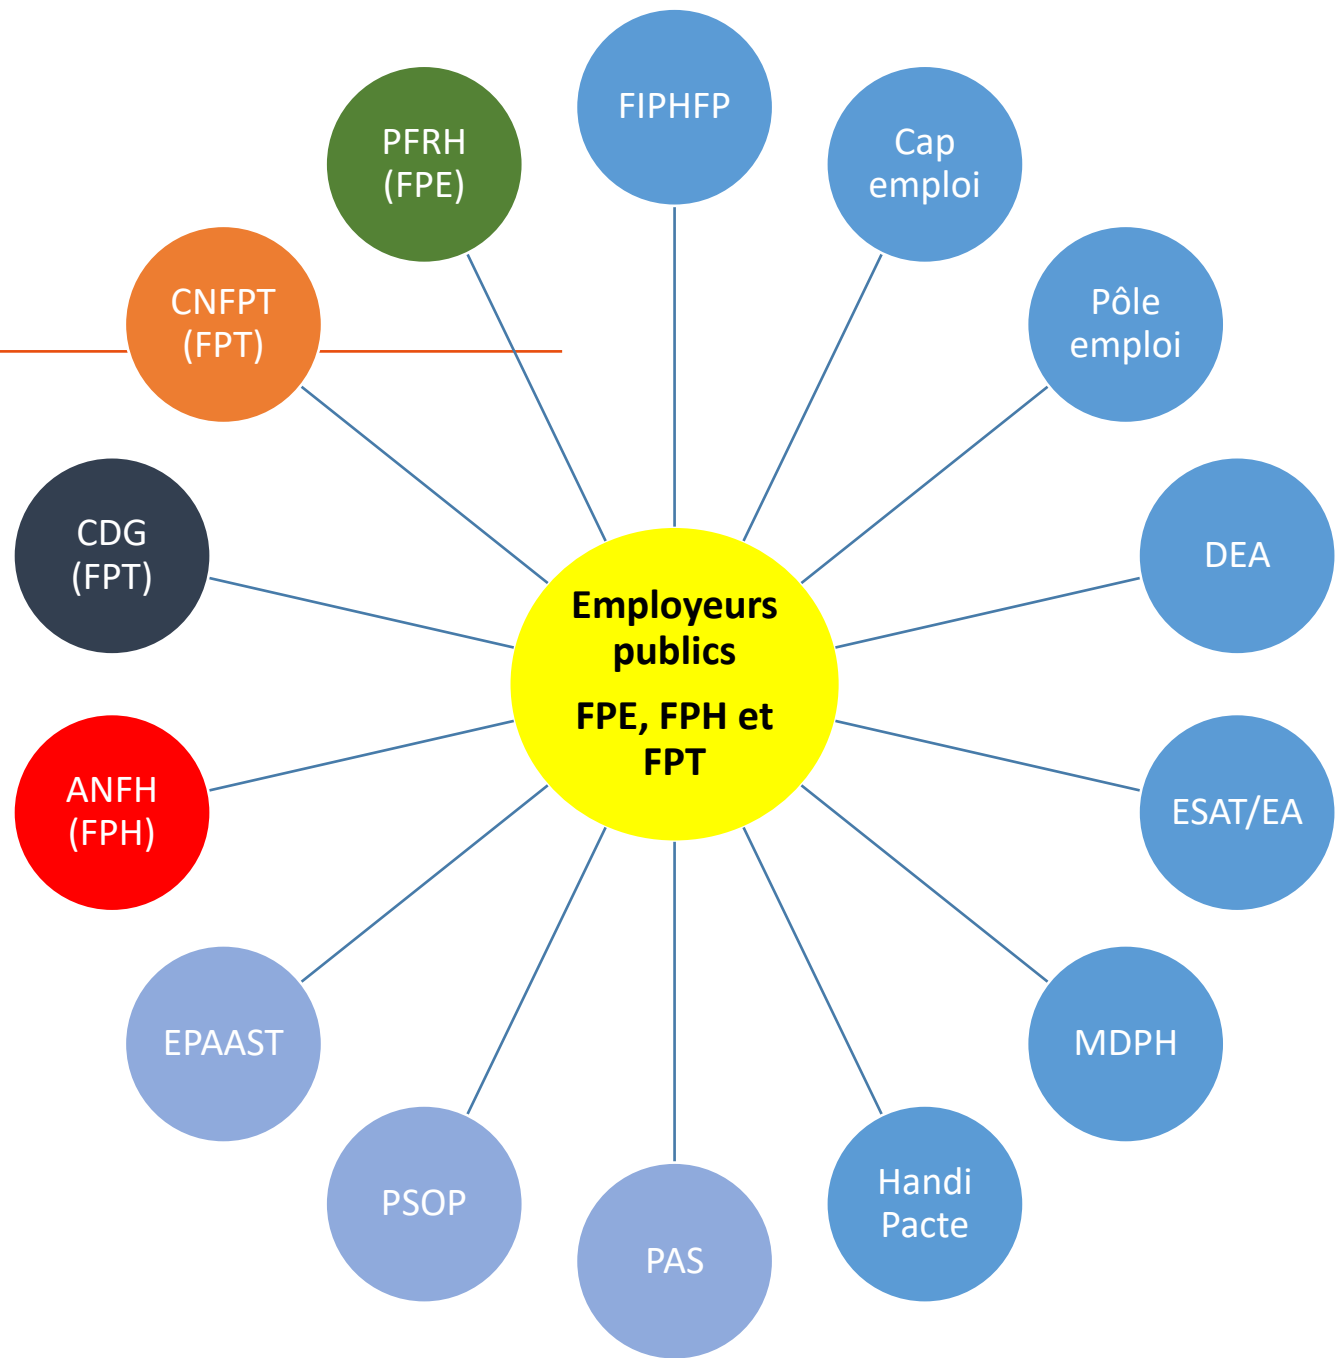 FIPHFP
Cap
emploi
Pôle
emploi
DEA
ESAT/EA
MDPH
Handi
Pacte
PAS
PSOP
EPAAST
ANFH
(FPH)
CDG
(FPT)
CNFPT
(FPT)
PFRH
(FPE)
Employeurs
publics
FPE, FPH et
FPT